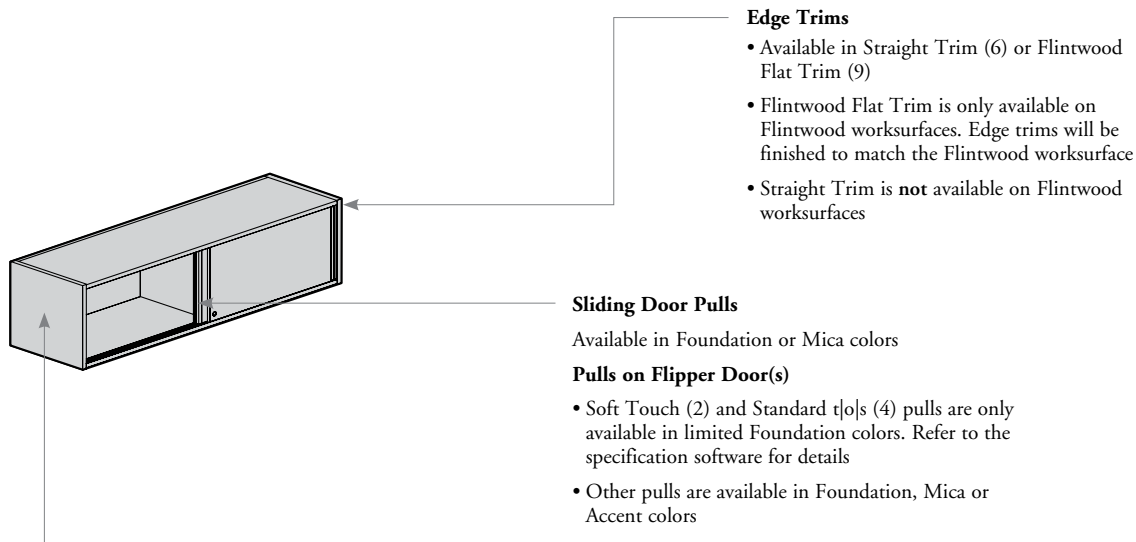 Edge Trims
• Available in Straight Trim (6) or Flintwood
Flat Trim (9)
• Flintwood Flat Trim is only available on
Flintwood worksurfaces. Edge trims will be
finished to match the Flintwood worksurface
• Straight Trim is not available on Flintwood
worksurfaces
Sliding Door Pulls
Available in Foundation or Mica colors
Pulls on Flipper Door(s)
• Soft Touch (2) and Standard t|o|s (4) pulls are only
available in limited Foundation colors. Refer to the
specification software for details
• Other pulls are available in Foundation, Mica or
Accent colors